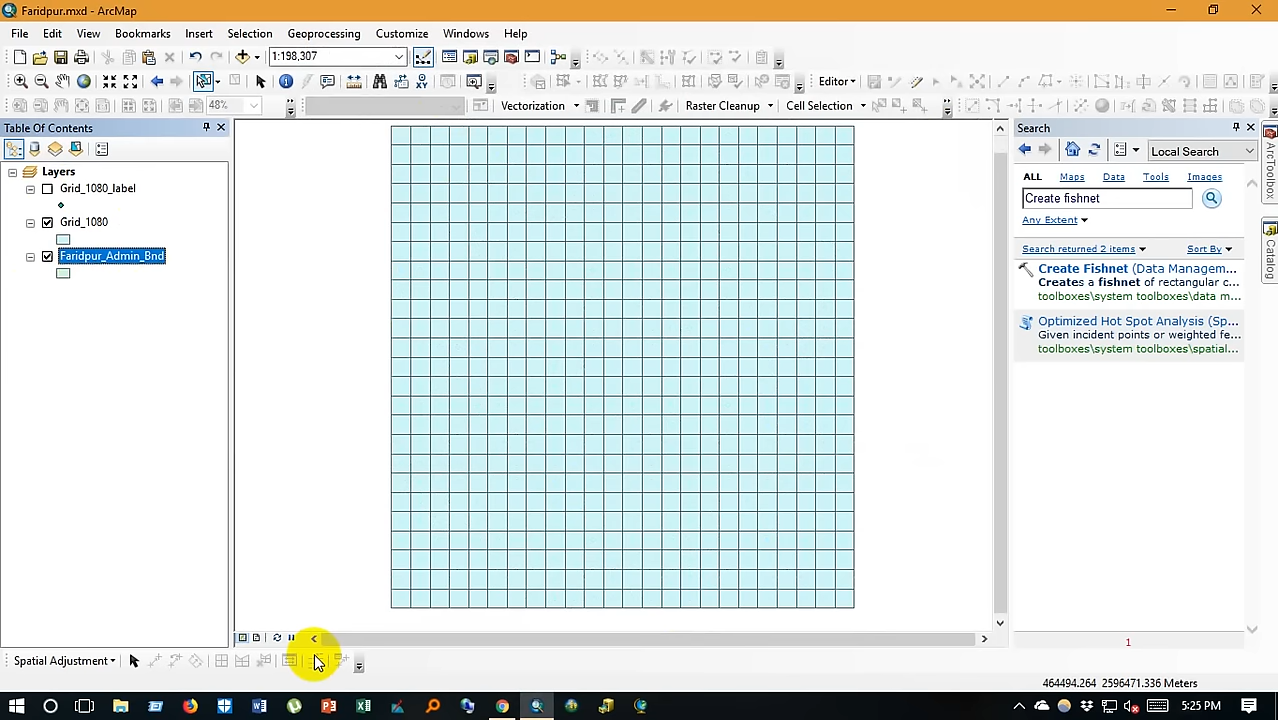 Faridpur.mxd - ArcMap
File Edit View Bookmarks Insert Selection Geoprocessing Customize Windows Help
1:198,307
Editor
48%
Vectorization
Raster Cleanup
Cell Selection
Table Of Contents
Layers
Grid_1080_label
Grid_1080
Faridpur_Admin_Bnd
Search
Local Search
ALL Maps Data Tools Images
Create fishnet
Any Extent
Search returned 2 items
Sort By
Create Fishnet (Data Managem...
Creates a fishnet of rectangular c...
toolboxes\system toolboxes\data m...
Optimized Hot Spot Analysis (Sp...
Given incident points or weighted fe...
toolboxes\system toolboxes\spatial...
1
ArcToolbox
Catalog
Spatial Adjustment
464494.264 2596471.336 Meters
5:25 PM